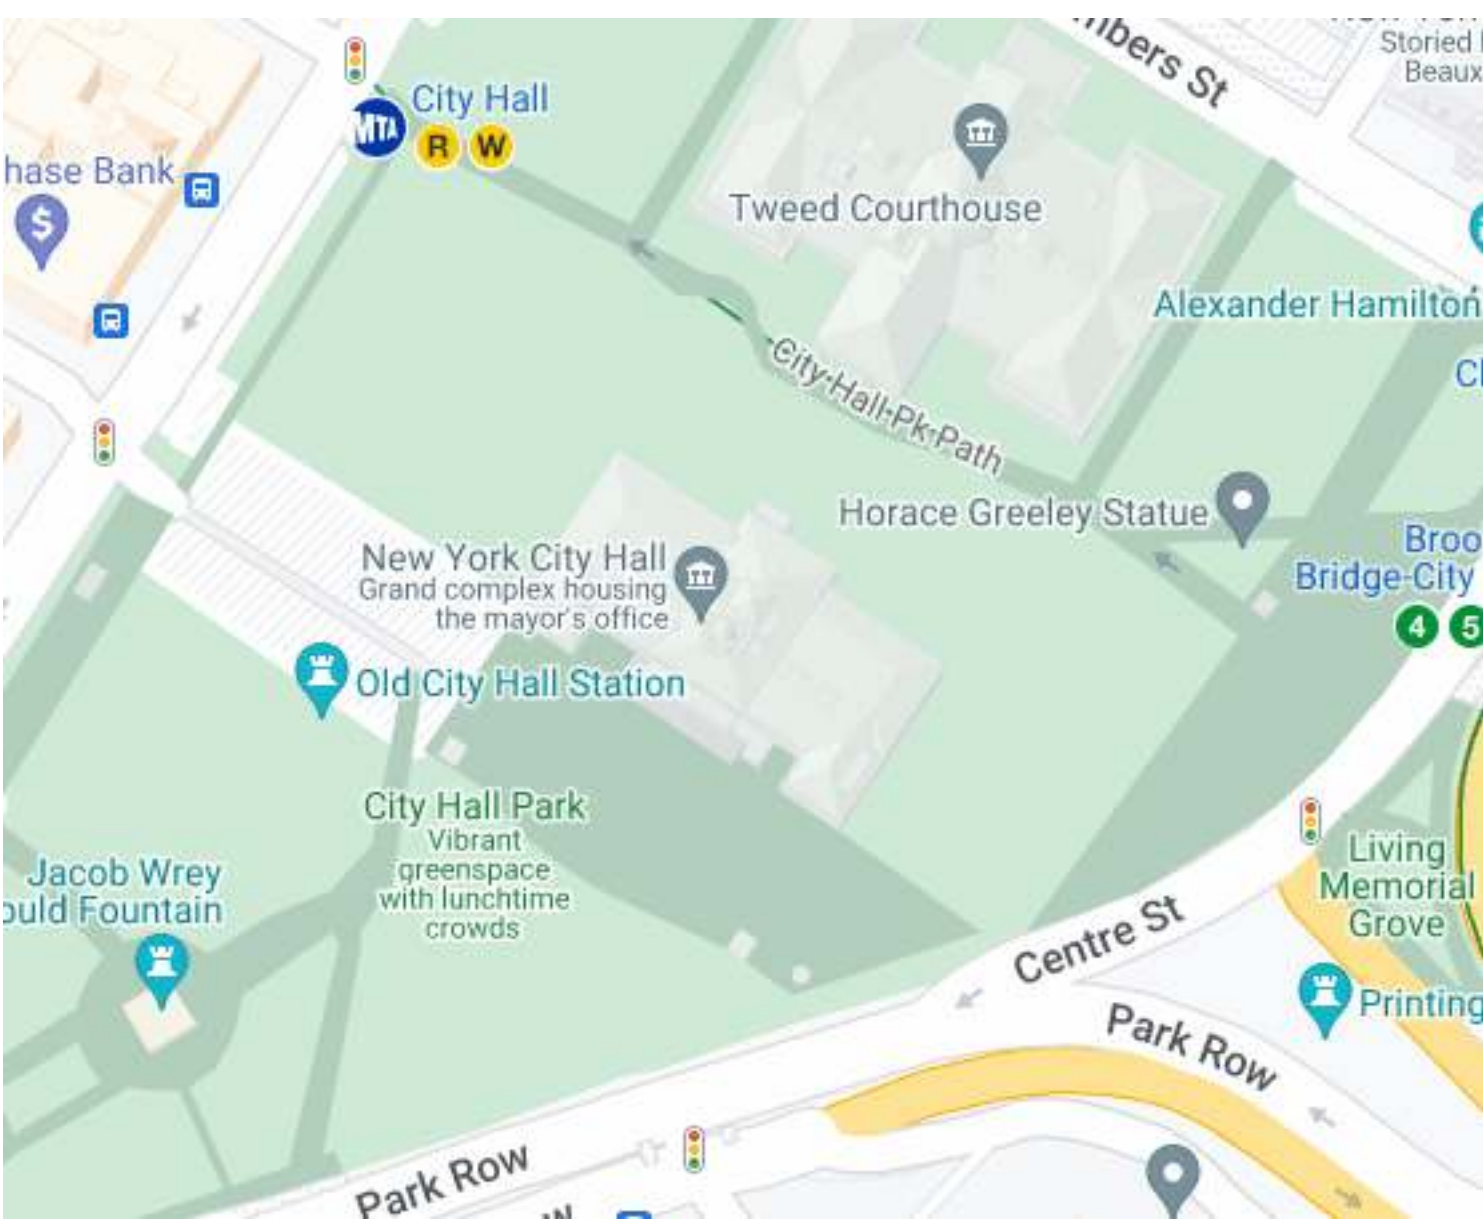 mbers St
Storied
Beaux
City Hall
MTA
R W
hase Bank
$
Tweed Courthouse
Alexander Hamilton
City Hall Pk Path
Horace Greeley Statue
Broo
Bridge-City
4 5
New York City Hall
Grand complex housing
the mayor's office
Old City Hall Station
City Hall Park
Vibrant
greenspace
with lunchtime
crowds
Jacob Wrey
ould Fountain
Living
Memorial
Grove
Centre St
Printing
Park Row
Park Row